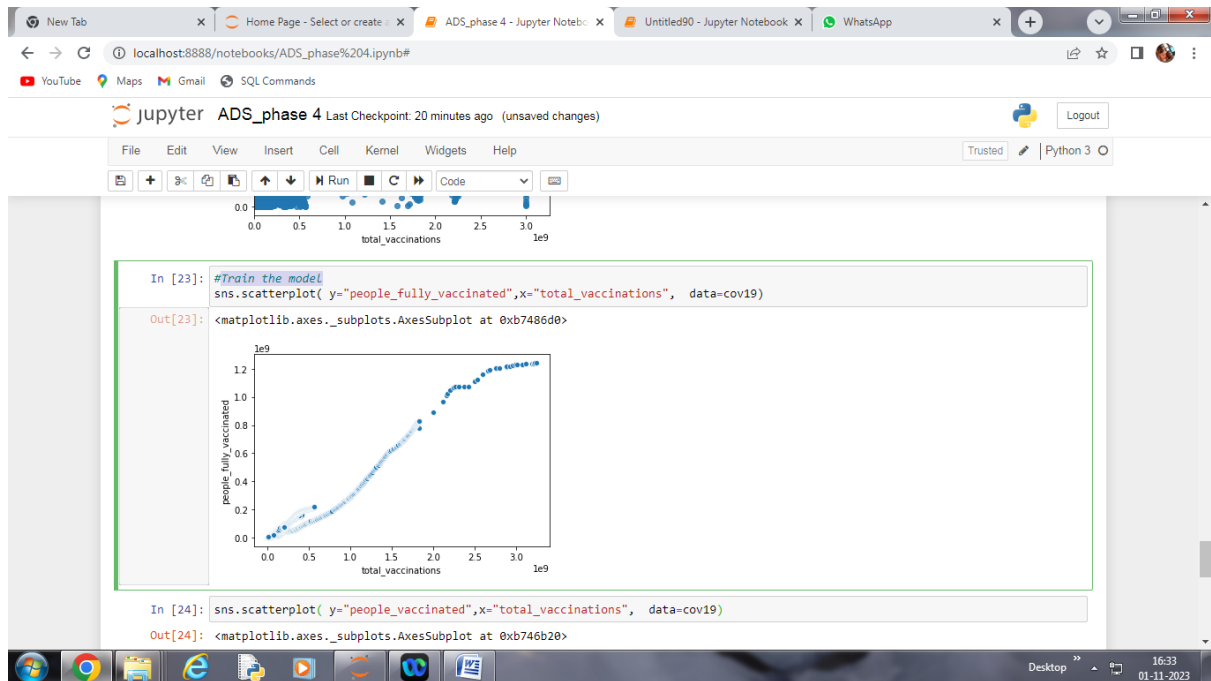 New Tab
Home Page - Select or create a
ADS_phase 4 - Jupyter Notebo
Untitled90 - Jupyter Notebook
WhatsApp
localhost:8888/notebooks/ADS_phase%204.ipynb#
YouTube Maps Gmail SQL Commands
jupyter ADS_phase 4 Last Checkpoint: 20 minutes ago (unsaved changes)
Logout
File Edit View Insert Cell Kernel Widgets Help
Trusted Python 3
Run Code
0.0
0.0 0.5 1.0 1.5 2.0 2.5 3.0
total_vaccinations 1e9
In [23]: #Train the model
sns.scatterplot( y="people_fully_vaccinated",x="total_vaccinations", data=cov19)
Out[23]: <matplotlib.axes._subplots.AxesSubplot at 0xb7486d0>
1e9
1.2
1.0
0.8
0.6
0.4
0.2
0.0
people_fully_vaccinated
0.0 0.5 1.0 1.5 2.0 2.5 3.0
total_vaccinations 1e9
In [24]: sns.scatterplot( y="people_vaccinated",x="total_vaccinations", data=cov19)
Out[24]: <matplotlib.axes._subplots.AxesSubplot at 0xb746b20>
Desktop
16:33
01-11-2023